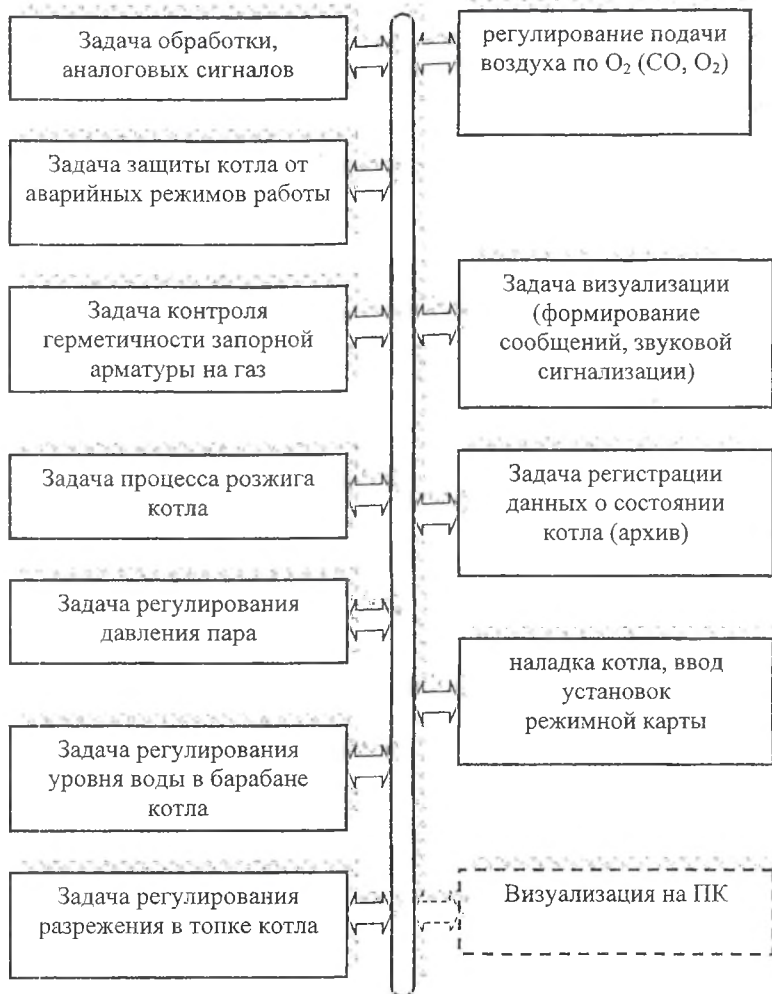 Задача обработки,
аналоговых сигналов
Задача защиты котла от
аварийных режимов работы
Задача контроля
герметичности запорной
арматуры на газ
Задача процесса розжига
котла
Задача регулирования
давления пара
Задача регулирования
уровня воды в барабане
котла
Задача регулирования
разрежения в топке котла
регулирование подачи
воздуха по O₂ (CO, O₂)
Задача визуализации
(формирование
сообщений, звуковой
сигнализации)
Задача регистрации
данных о состоянии
котла (архив)
наладка котла, ввод
установок
режимной карты
Визуализация на ПК